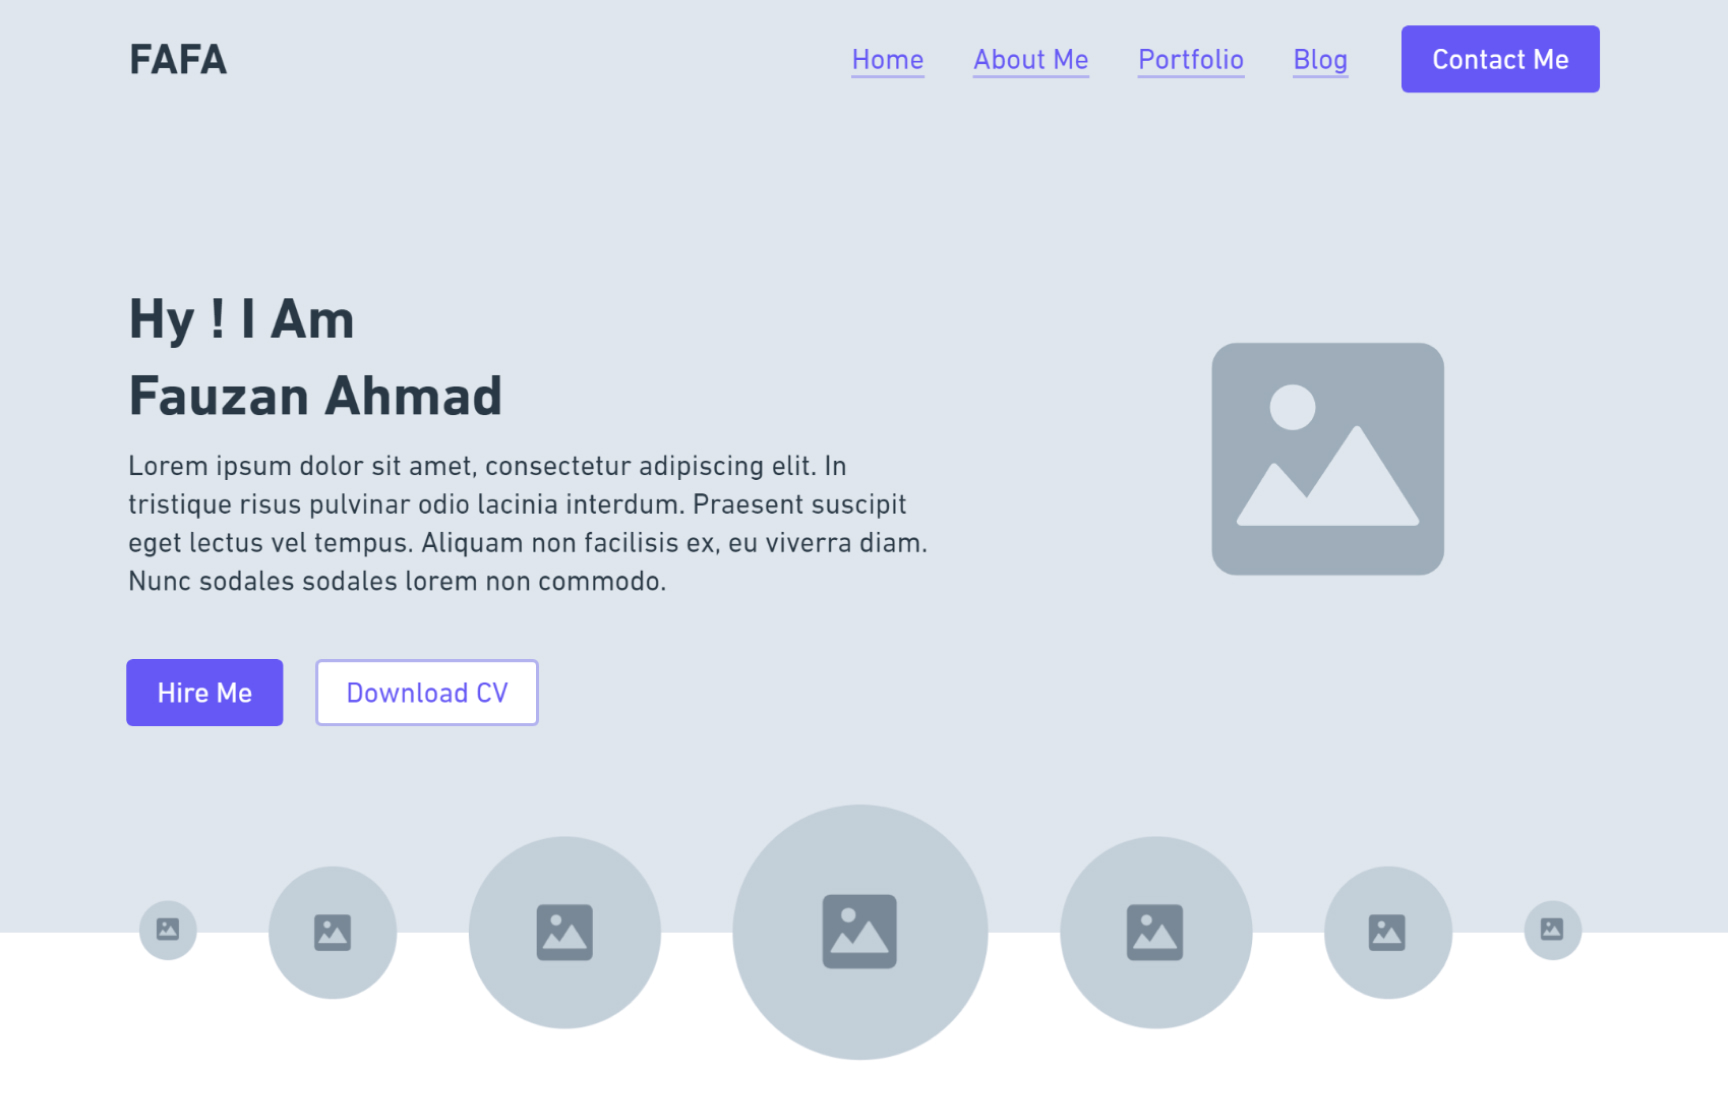 FAFA
Home About Me Portfolio Blog Contact Me
Hy ! I Am
Fauzan Ahmad
Lorem ipsum dolor sit amet, consectetur adipiscing elit. In
tristique risus pulvinar odio lacinia interdum. Praesent suscipit
eget lectus vel tempus. Aliquam non facilisis ex, eu viverra diam.
Nunc sodales sodales lorem non commodo.
Hire Me Download CV